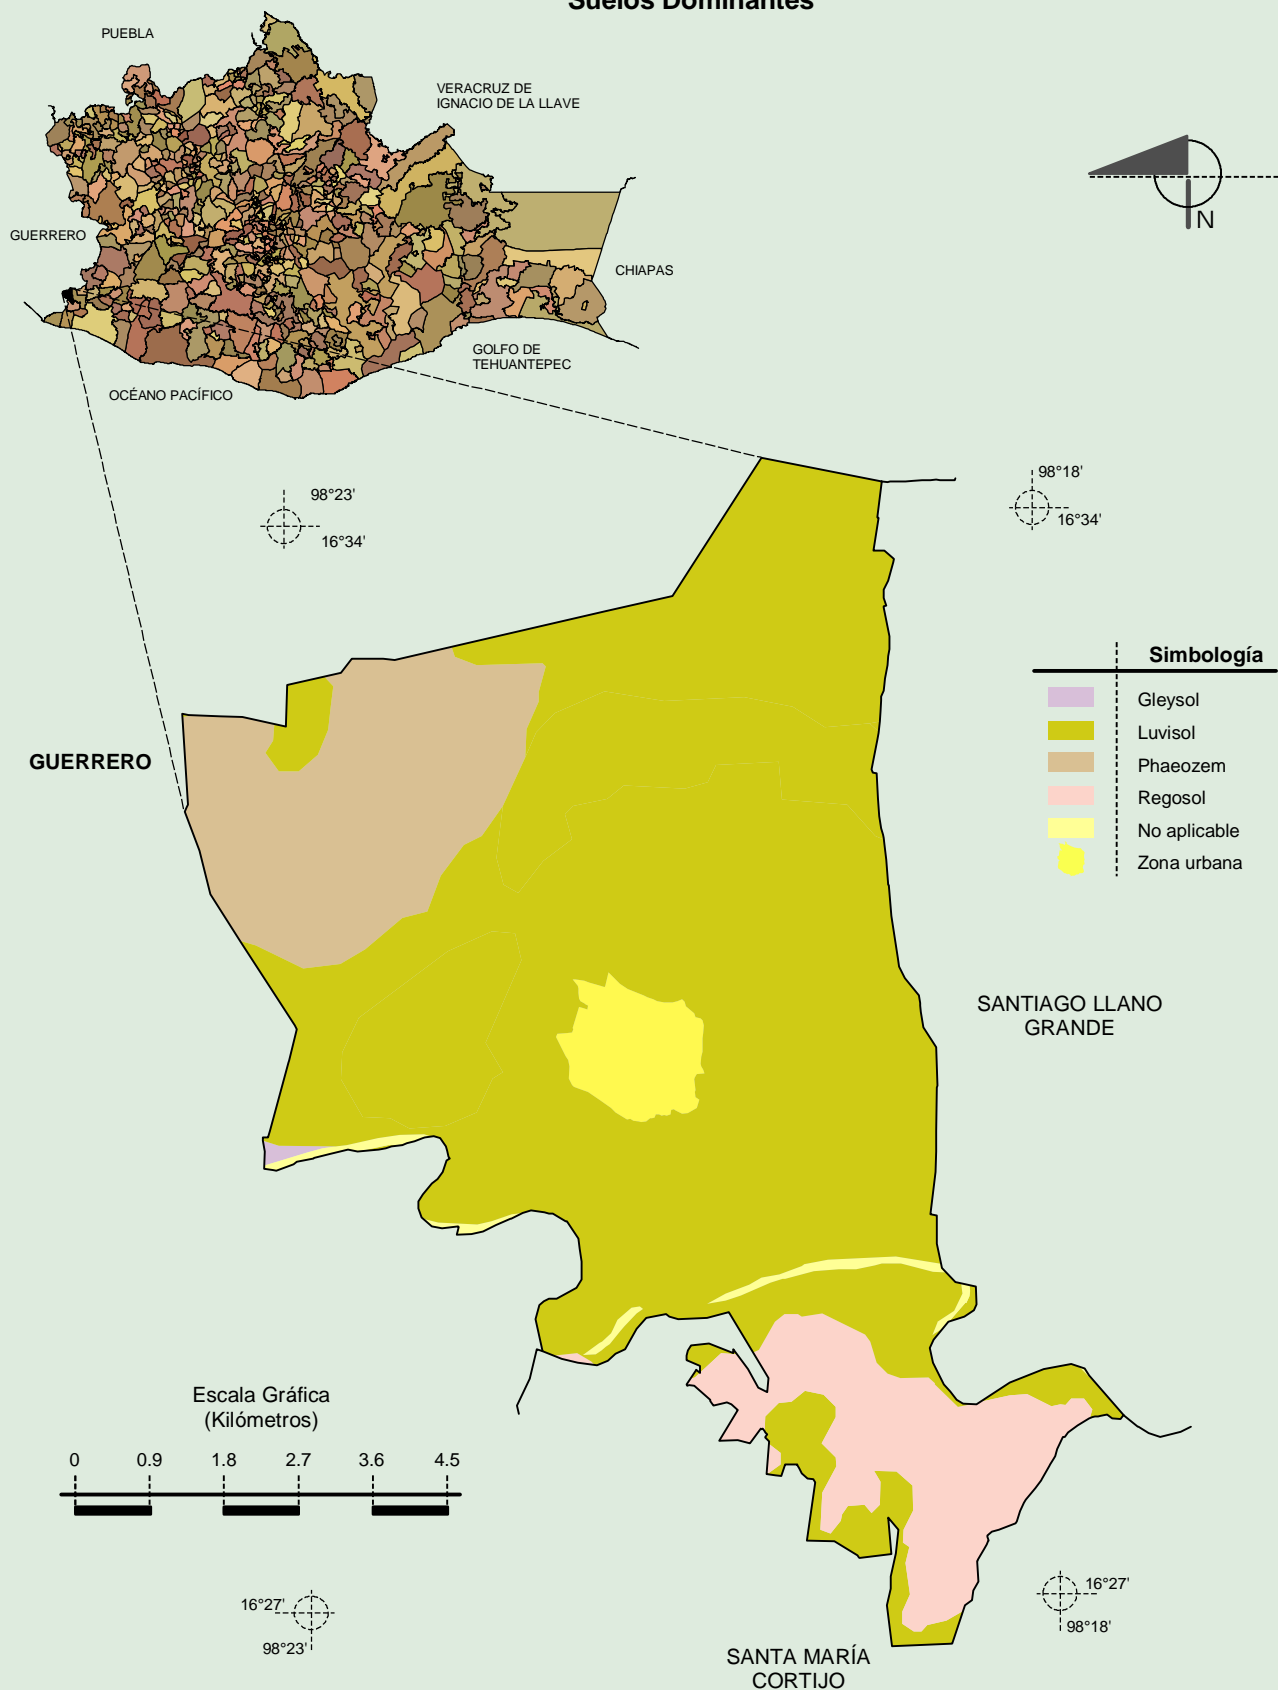 Suelos Dominantes
PUEBLA
VERACRUZ DE
IGNACIO DE LA LLAVE
N
GUERRERO
CHIAPAS
GOLFO DE
TEHUANTEPEC
OCÉANO PACÍFICO
98°23'
16°34'
98°18'
16°34'
Simbología
Gleysol
Luvisol
Phaeozem
Regosol
No aplicable
Zona urbana
GUERRERO
SANTIAGO LLANO
GRANDE
Escala Gráfica
(Kilómetros)
0 0.9 1.8 2.7 3.6 4.5
16°27'
98°23'
16°27'
98°18'
SANTA MARÍA
CORTIJO